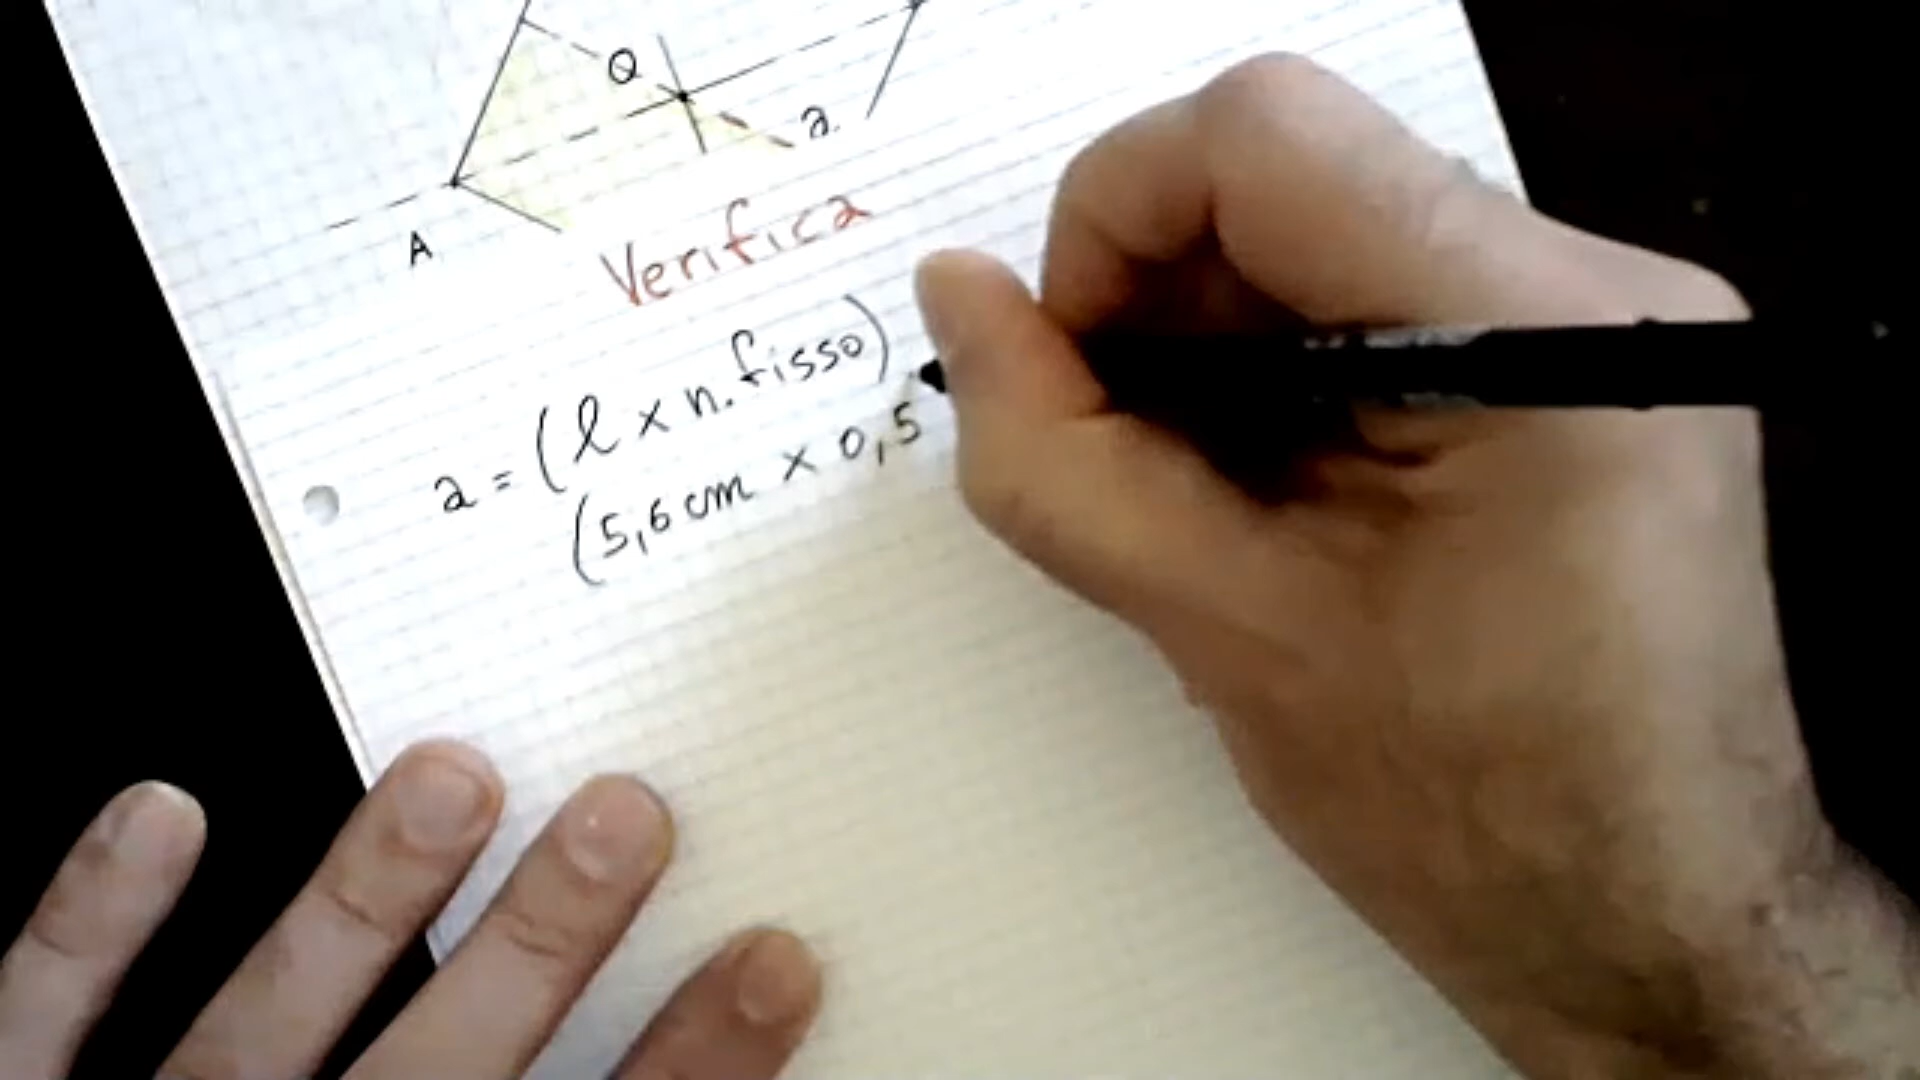 Q
a
A
Verifica
a = (l x n. fisso)
(5,6 cm x 0,5